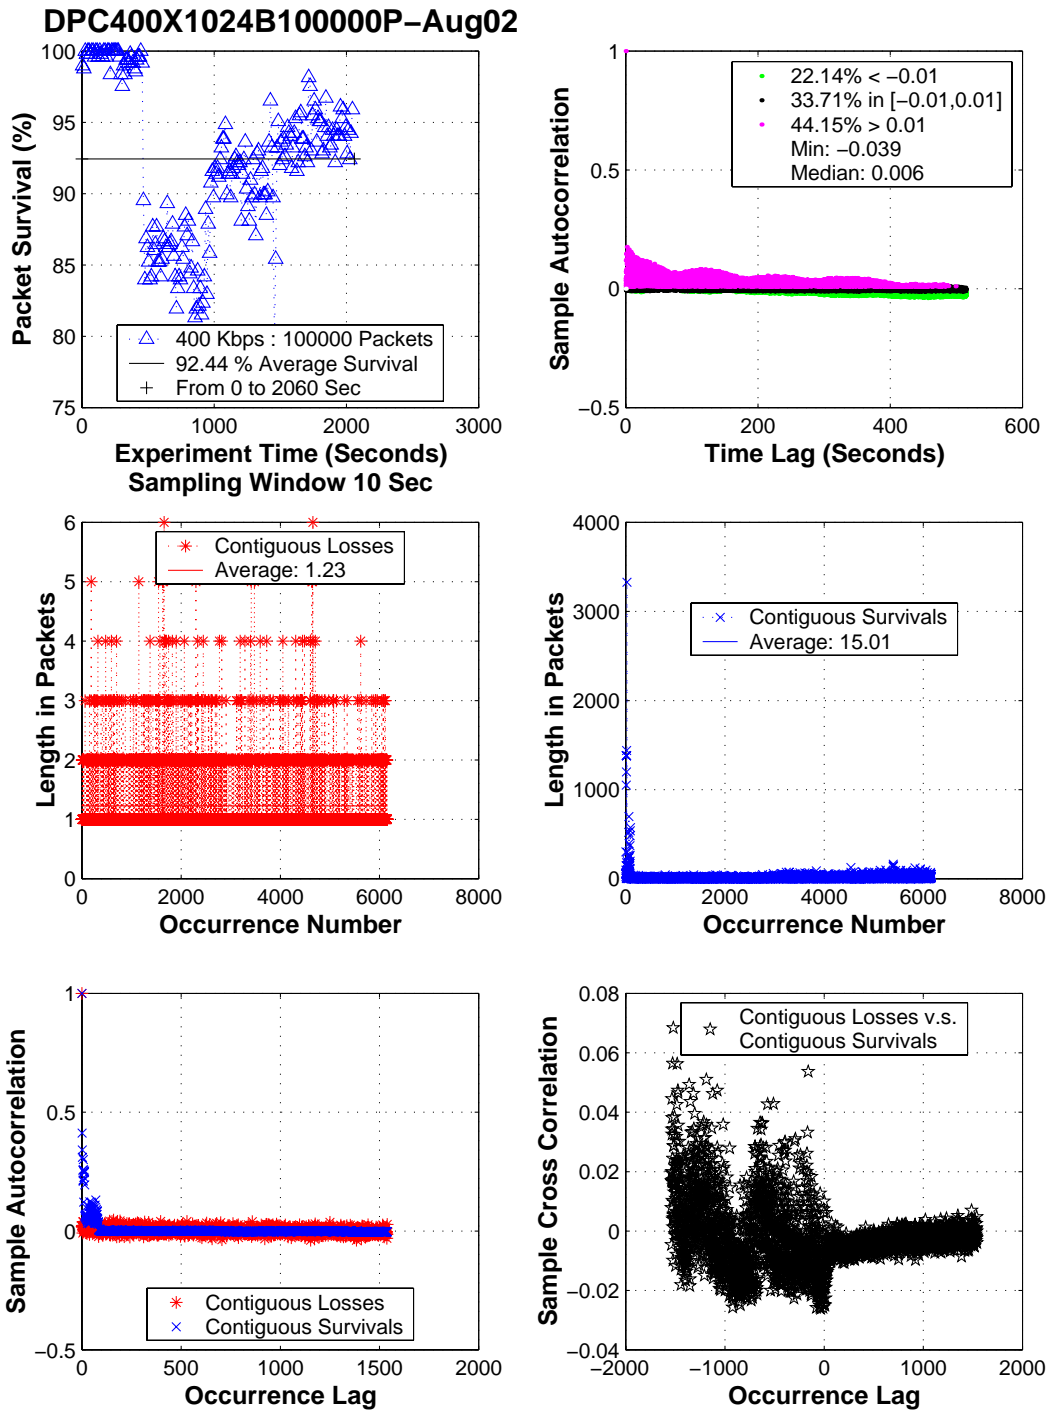 DPC400X1024B100000P−Aug02
100
95
90
85
80
75
0
1000
2000
3000
Packet Survival (%)
400 Kbps : 100000 Packets
92.44 % Average Survival
From 0 to 2060 Sec
Experiment Time (Seconds)
Sampling Window 10 Sec
1
0.5
0
−0.5
0
200
400
600
Sample Autocorrelation
22.14% < −0.01
33.71% in [−0.01,0.01]
44.15% > 0.01
Min: −0.039
Median: 0.006
Time Lag (Seconds)
6
5
4
3
2
1
0
0
2000
4000
6000
8000
Length in Packets
Contiguous Losses
Average: 1.23
Occurrence Number
4000
3000
2000
1000
0
0
2000
4000
6000
8000
Length in Packets
Contiguous Survivals
Average: 15.01
Occurrence Number
1
0.5
0
−0.5
0
500
1000
1500
2000
Sample Autocorrelation
Contiguous Losses
Contiguous Survivals
Occurrence Lag
0.08
0.06
0.04
0.02
0
−0.02
−0.04
−2000
−1000
0
1000
2000
Sample Cross Correlation
Contiguous Losses v.s.
Contiguous Survivals
Occurrence Lag